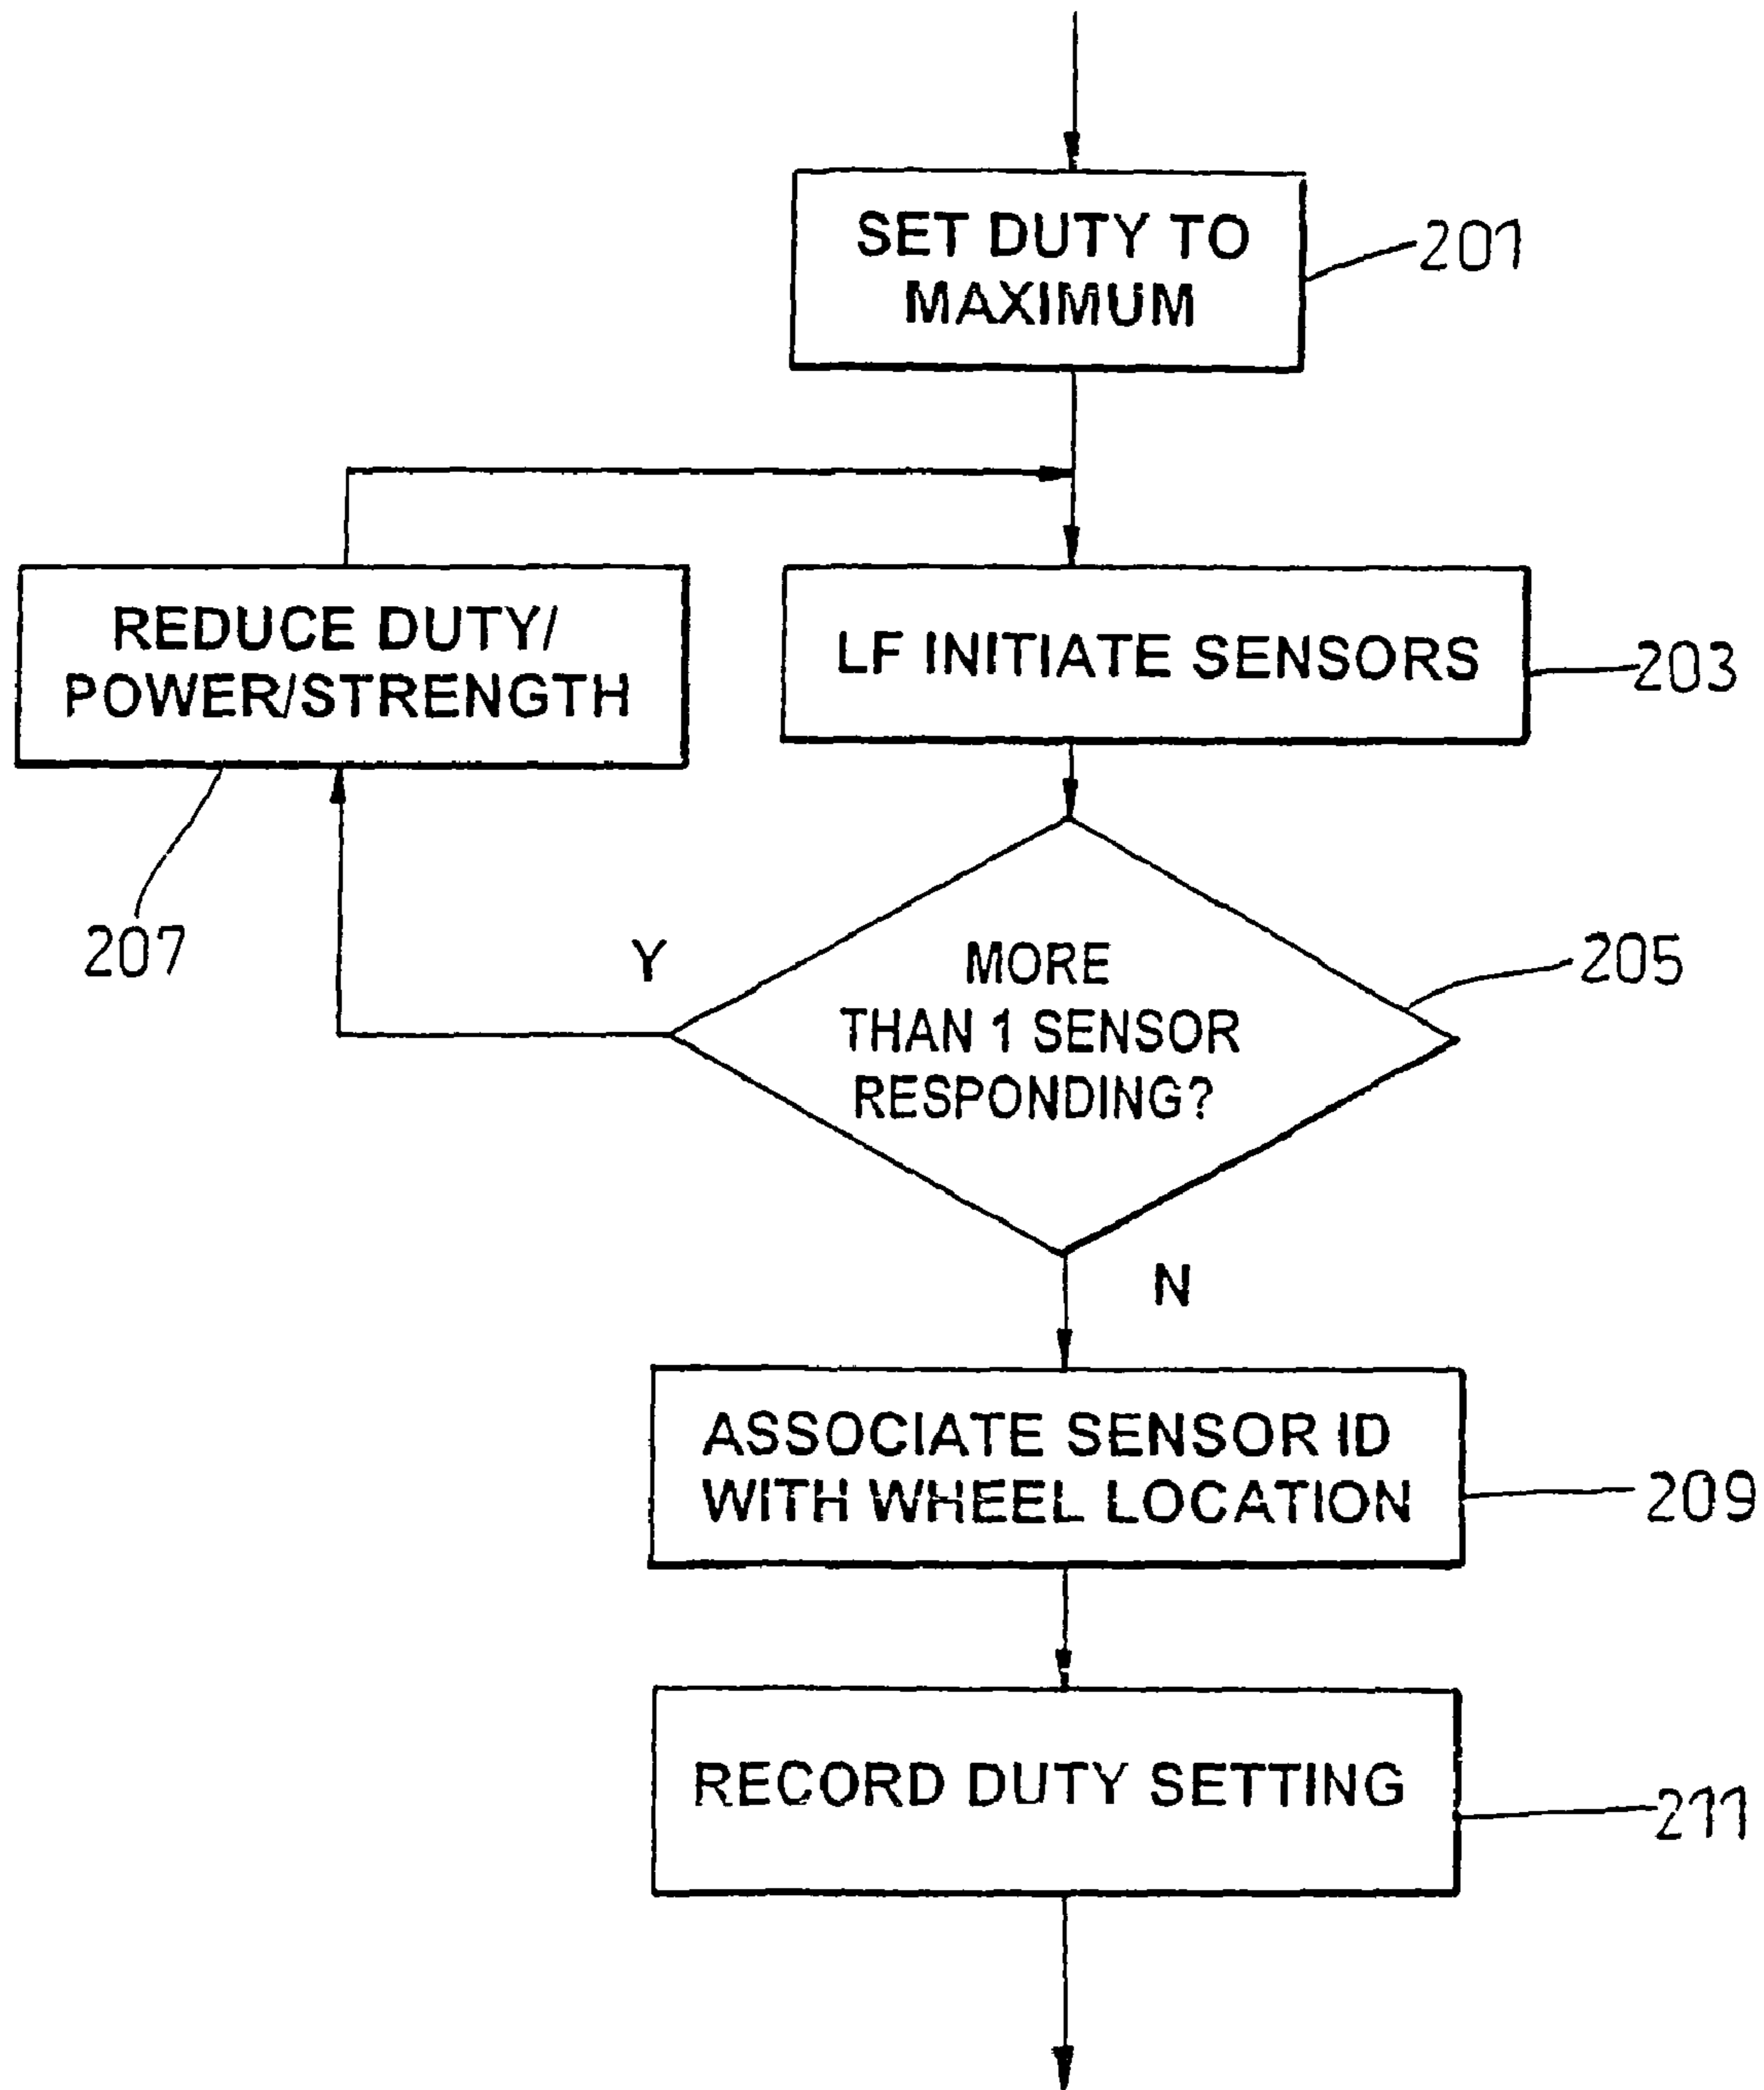 SET DUTY TO
MAXIMUM
201
REDUCE DUTY/
POWER/STRENGTH
207
LF INITIATE SENSORS
203
MORE
THAN 1 SENSOR
RESPONDING?
205
Y
N
ASSOCIATE SENSOR ID
WITH WHEEL LOCATION
209
RECORD DUTY SETTING
211